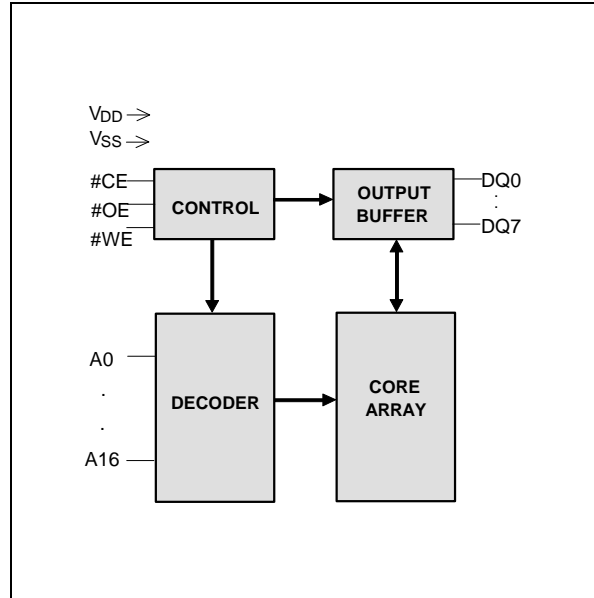 VDD
VSS
#CE
#OE
#WE
CONTROL
OUTPUT
BUFFER
DQ0
.
.
DQ7
A0
.
.
A16
DECODER
CORE
ARRAY